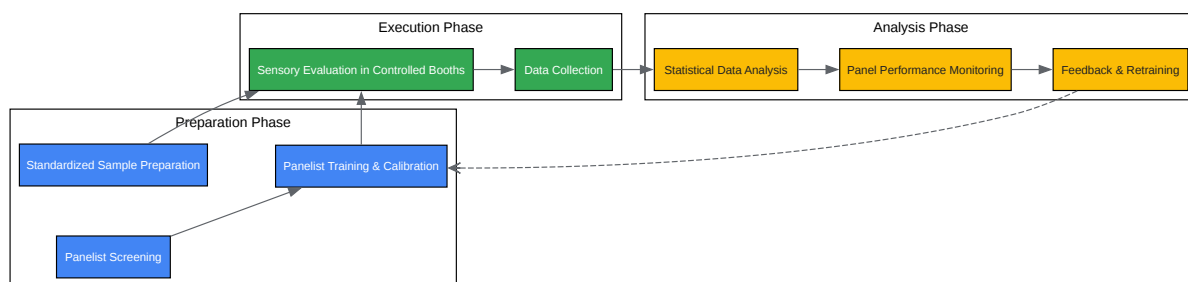 Execution Phase
Sensory Evaluation in Controlled Booths
Data Collection
Analysis Phase
Statistical Data Analysis
Panel Performance Monitoring
Feedback & Retraining
Preparation Phase
Standardized Sample Preparation
Panelist Training & Calibration
Panelist Screening